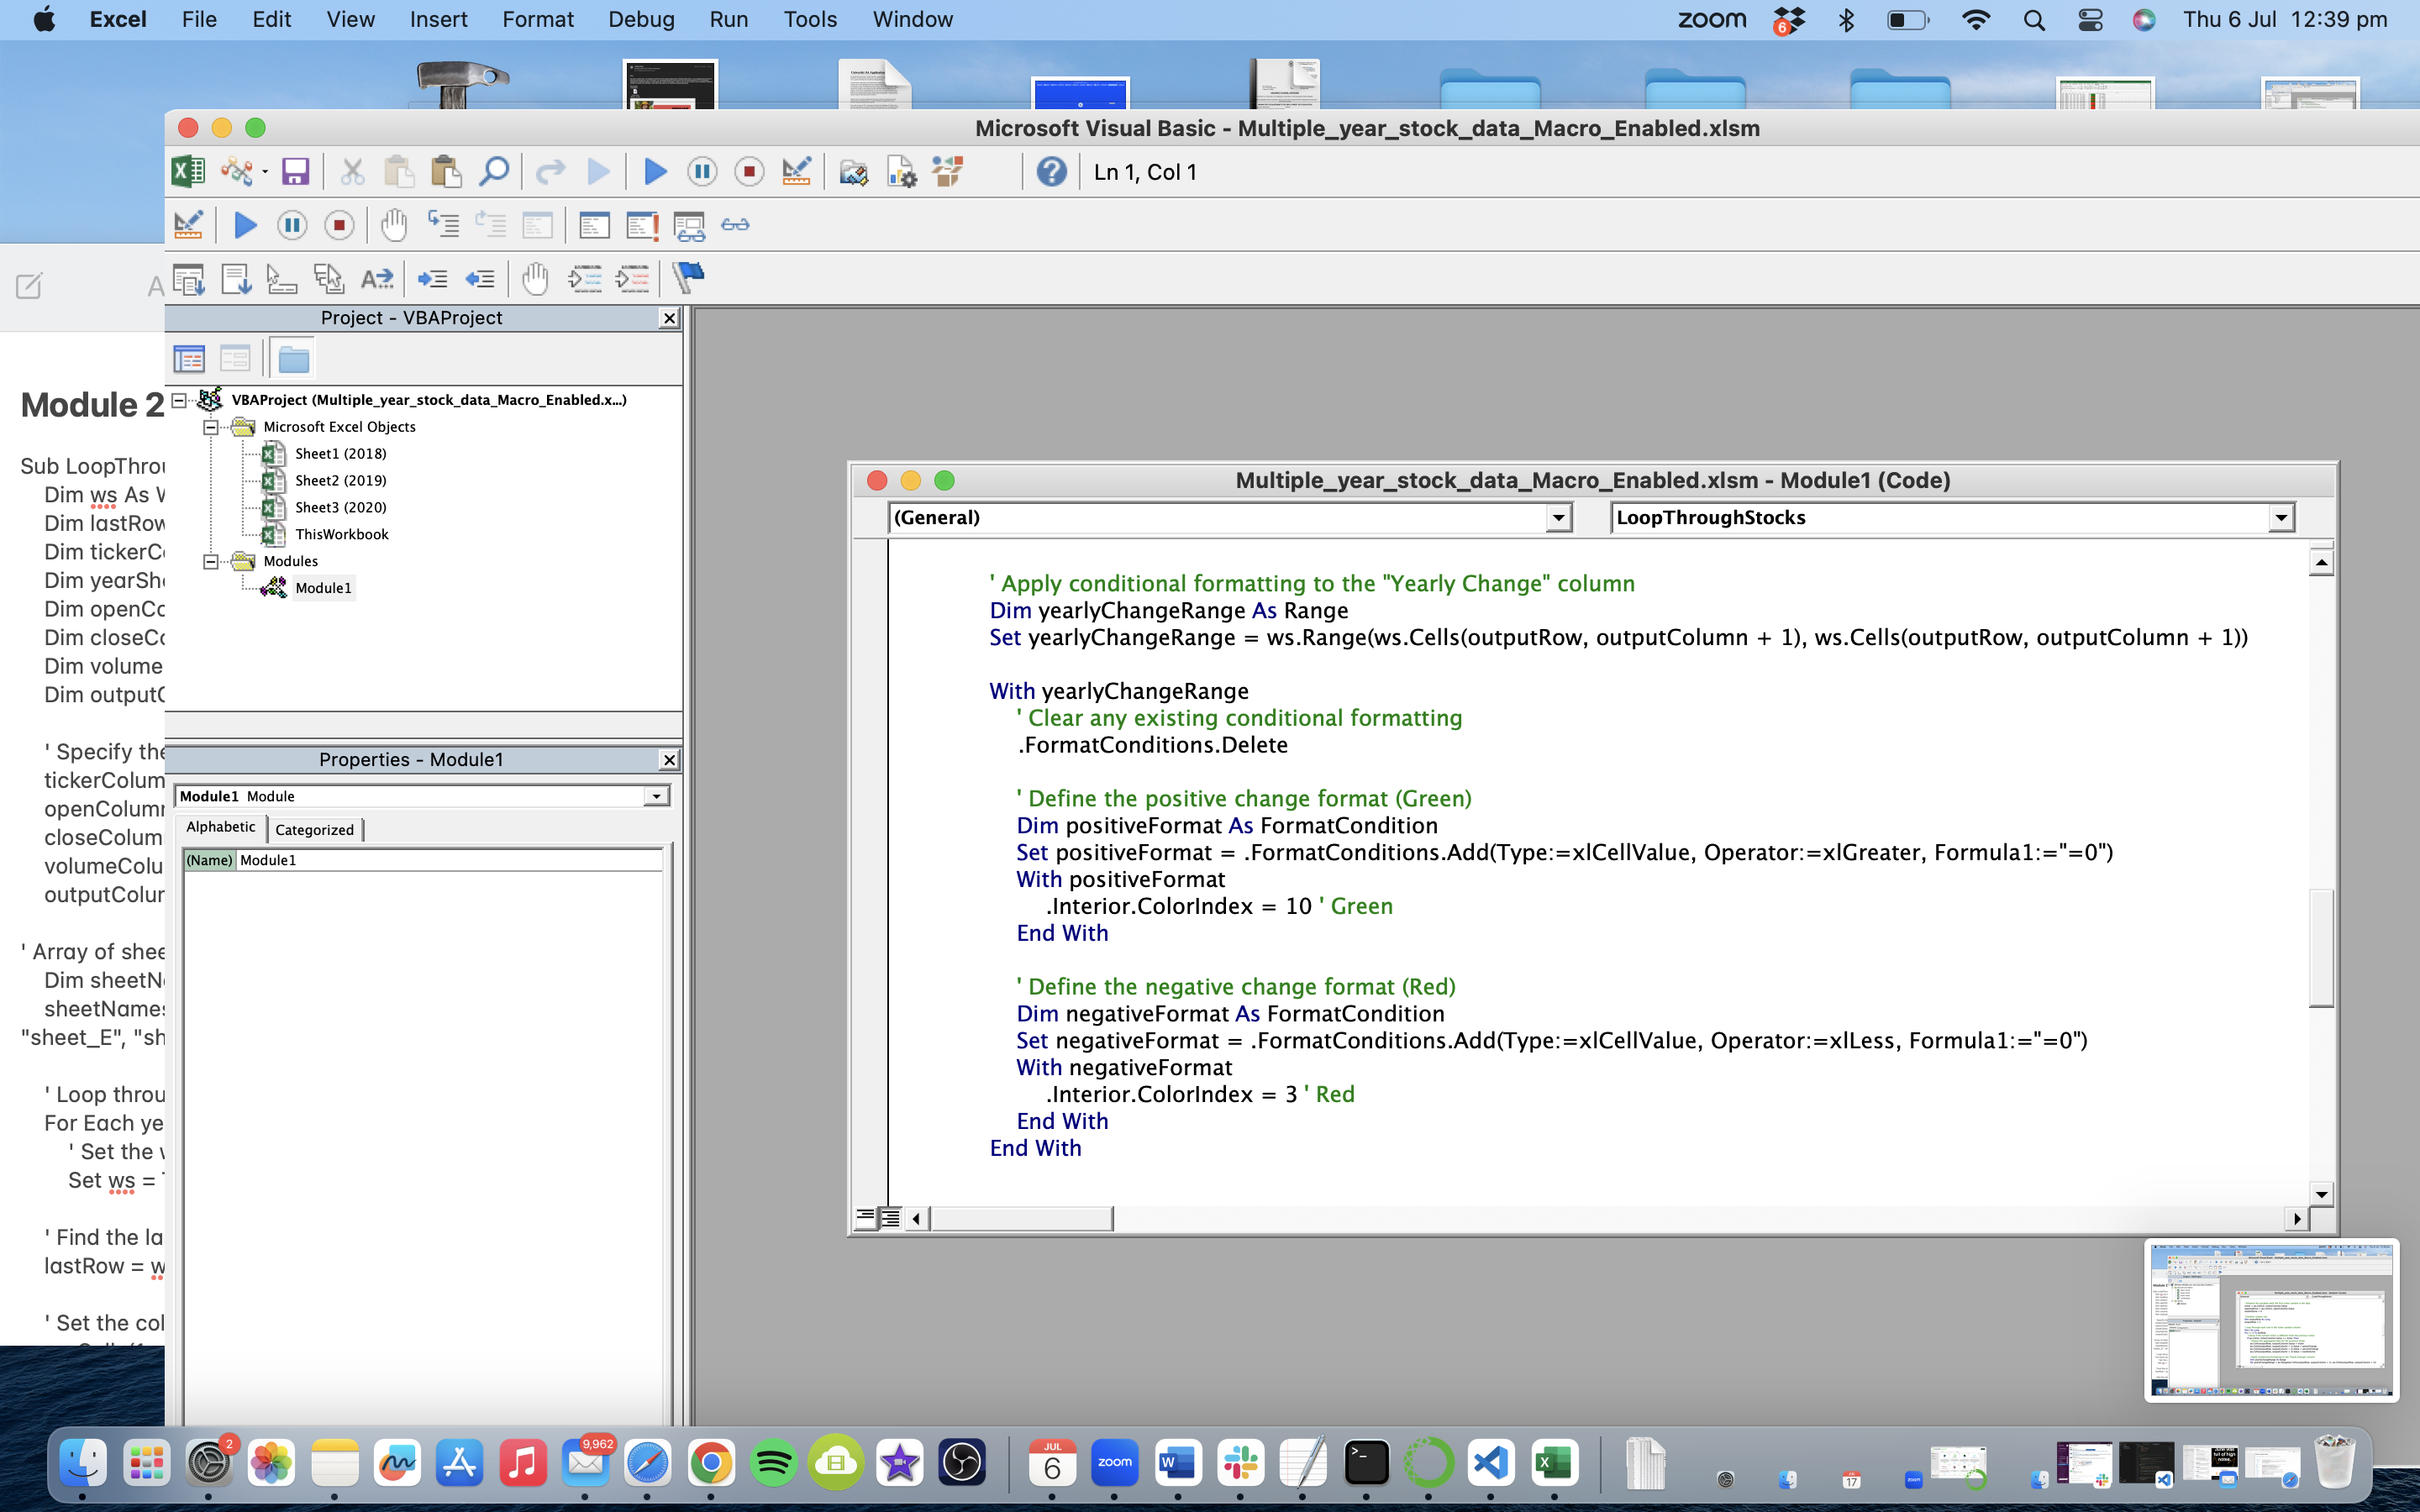 Excel File Edit View Insert Format Debug Run Tools Window zoom 6 Thu 6 Jul 12:39 pm
Microsoft Visual Basic - Multiple_year_stock_data_Macro_Enabled.xlsm
Ln 1, Col 1
A
Project - VBAProject
VBAProject (Multiple_year_stock_data_Macro_Enabled.x...)
Microsoft Excel Objects
Sheet1 (2018)
Sheet2 (2019)
Sheet3 (2020)
ThisWorkbook
Modules
Module1
Properties - Module1
Module1 Module
Alphabetic Categorized
(Name) Module1
Module 2
Sub LoopThrou
Dim ws As W
Dim lastRow
Dim tickerCo
Dim yearShe
Dim openCo
Dim closeCo
Dim volume
Dim outputC
' Specify the
tickerColum
openColumn
closeColum
volumeColu
outputColum
' Array of shee
Dim sheetNa
sheetNames
"sheet_E", "sh
' Loop throu
For Each ye
' Set the w
Set ws = T
' Find the la
lastRow = w
' Set the col
Multiple_year_stock_data_Macro_Enabled.xlsm - Module1 (Code)
(General) LoopThroughStocks
' Apply conditional formatting to the "Yearly Change" column
Dim yearlyChangeRange As Range
Set yearlyChangeRange = ws.Range(ws.Cells(outputRow, outputColumn + 1), ws.Cells(outputRow, outputColumn + 1))
With yearlyChangeRange
' Clear any existing conditional formatting
.FormatConditions.Delete
' Define the positive change format (Green)
Dim positiveFormat As FormatCondition
Set positiveFormat = .FormatConditions.Add(Type:=xlCellValue, Operator:=xlGreater, Formula1:="=0")
With positiveFormat
.Interior.ColorIndex = 10 ' Green
End With
' Define the negative change format (Red)
Dim negativeFormat As FormatCondition
Set negativeFormat = .FormatConditions.Add(Type:=xlCellValue, Operator:=xlLess, Formula1:="=0")
With negativeFormat
.Interior.ColorIndex = 3 ' Red
End With
End With
2 9,962 JUL 6 zoom W X 17